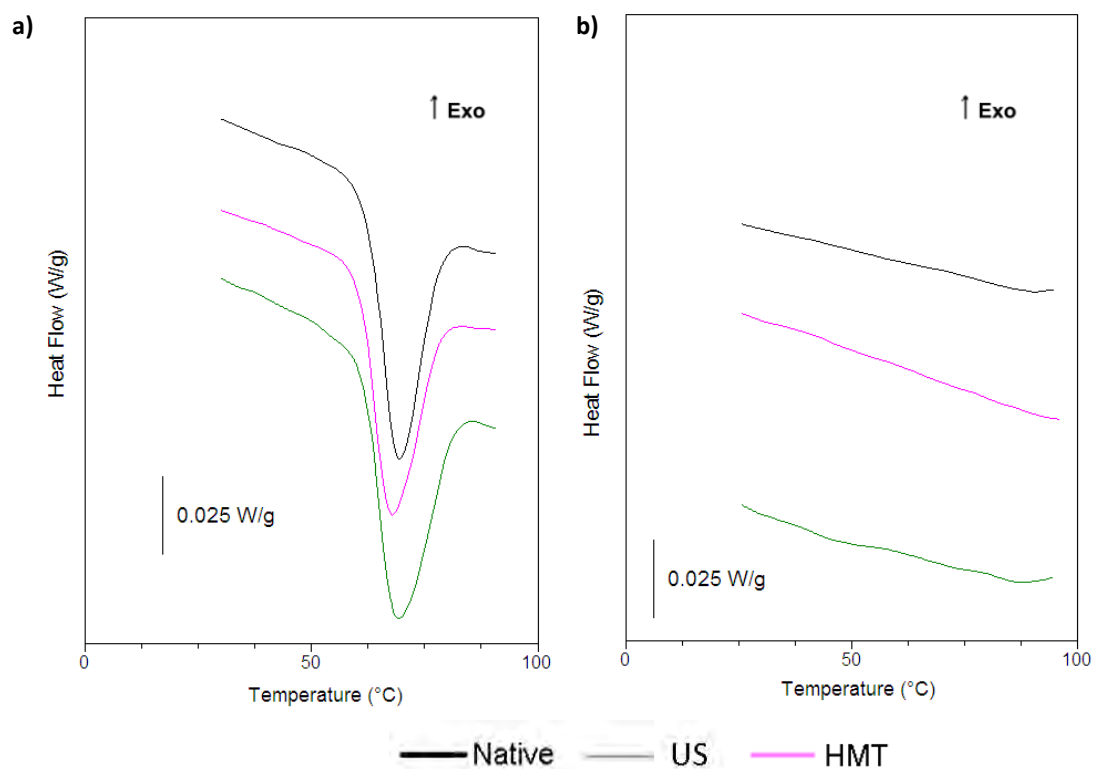 a)
↑ Exo
Heat Flow (W/g)
0.025 W/g
0
50
100
Temperature (°C)
b)
↑ Exo
Heat Flow (W/g)
0.025 W/g
0
50
100
Temperature (°C)
Native
US
HMT